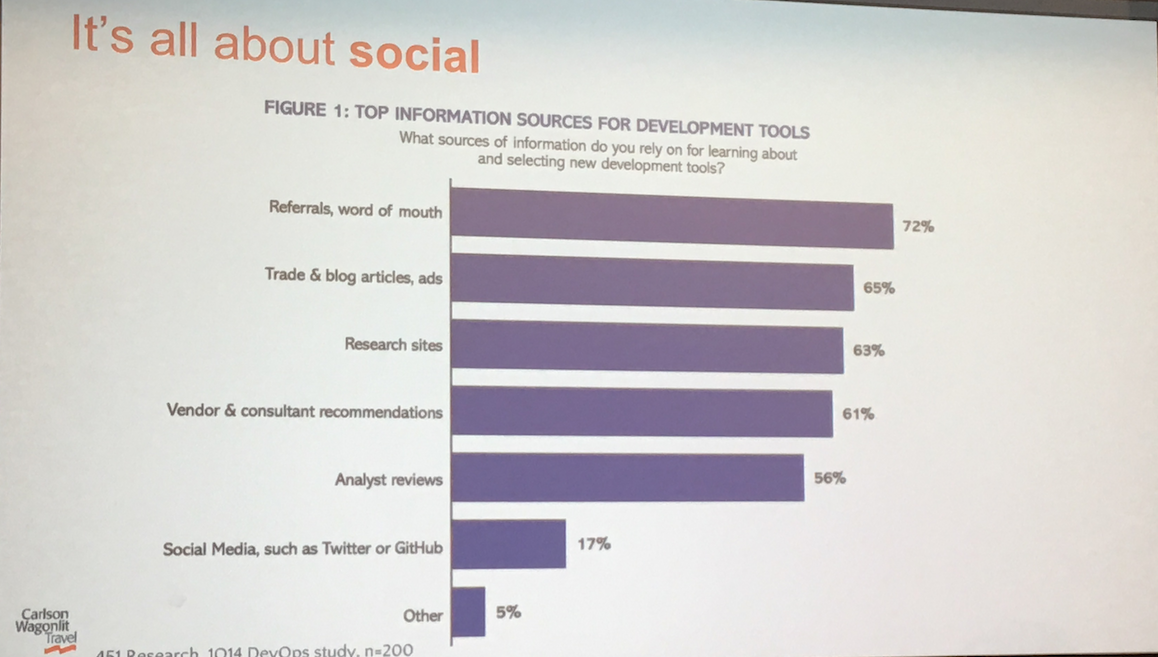 It's all about social
FIGURE 1: TOP INFORMATION SOURCES FOR DEVELOPMENT TOOLS
What sources of information do you rely on for learning about
and selecting new development tools?
Referrals, word of mouth 72%
Trade & blog articles, ads 65%
Research sites 63%
Vendor & consultant recommendations 61%
Analyst reviews 56%
Social Media, such as Twitter or GitHub 17%
Other 5%
Carlson
Wagonlit
Travel
451 Research, 1Q14 DevOps study, n=200